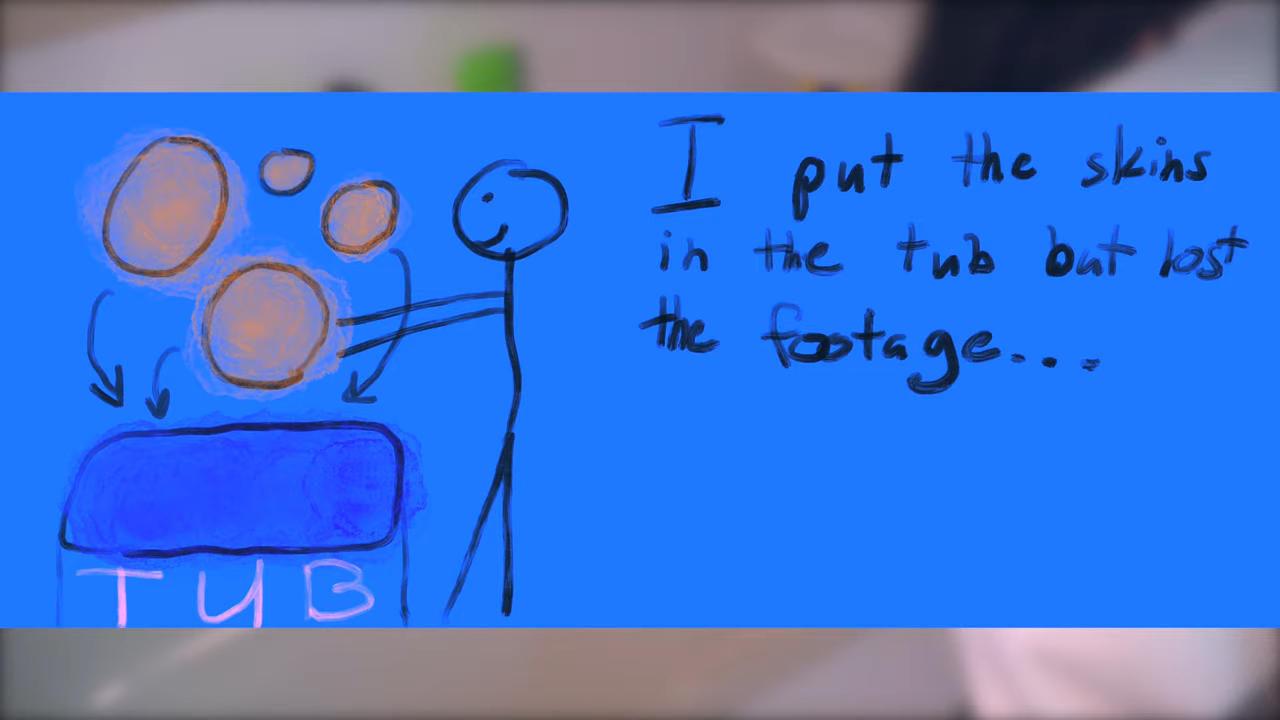 I put the skins
in the tub but lost
the footage...
TUB